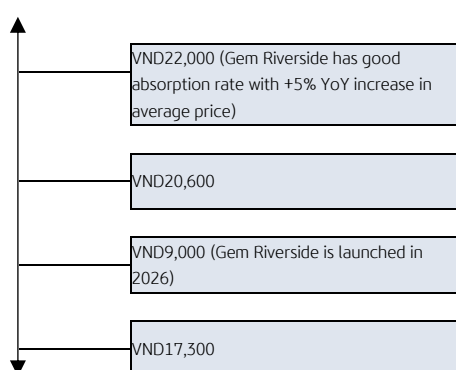 VND22,000 (Gem Riverside has good
absorption rate with +5% YoY increase in
average price)
VND20,600
VND9,000 (Gem Riverside is launched in
2026)
VND17,300